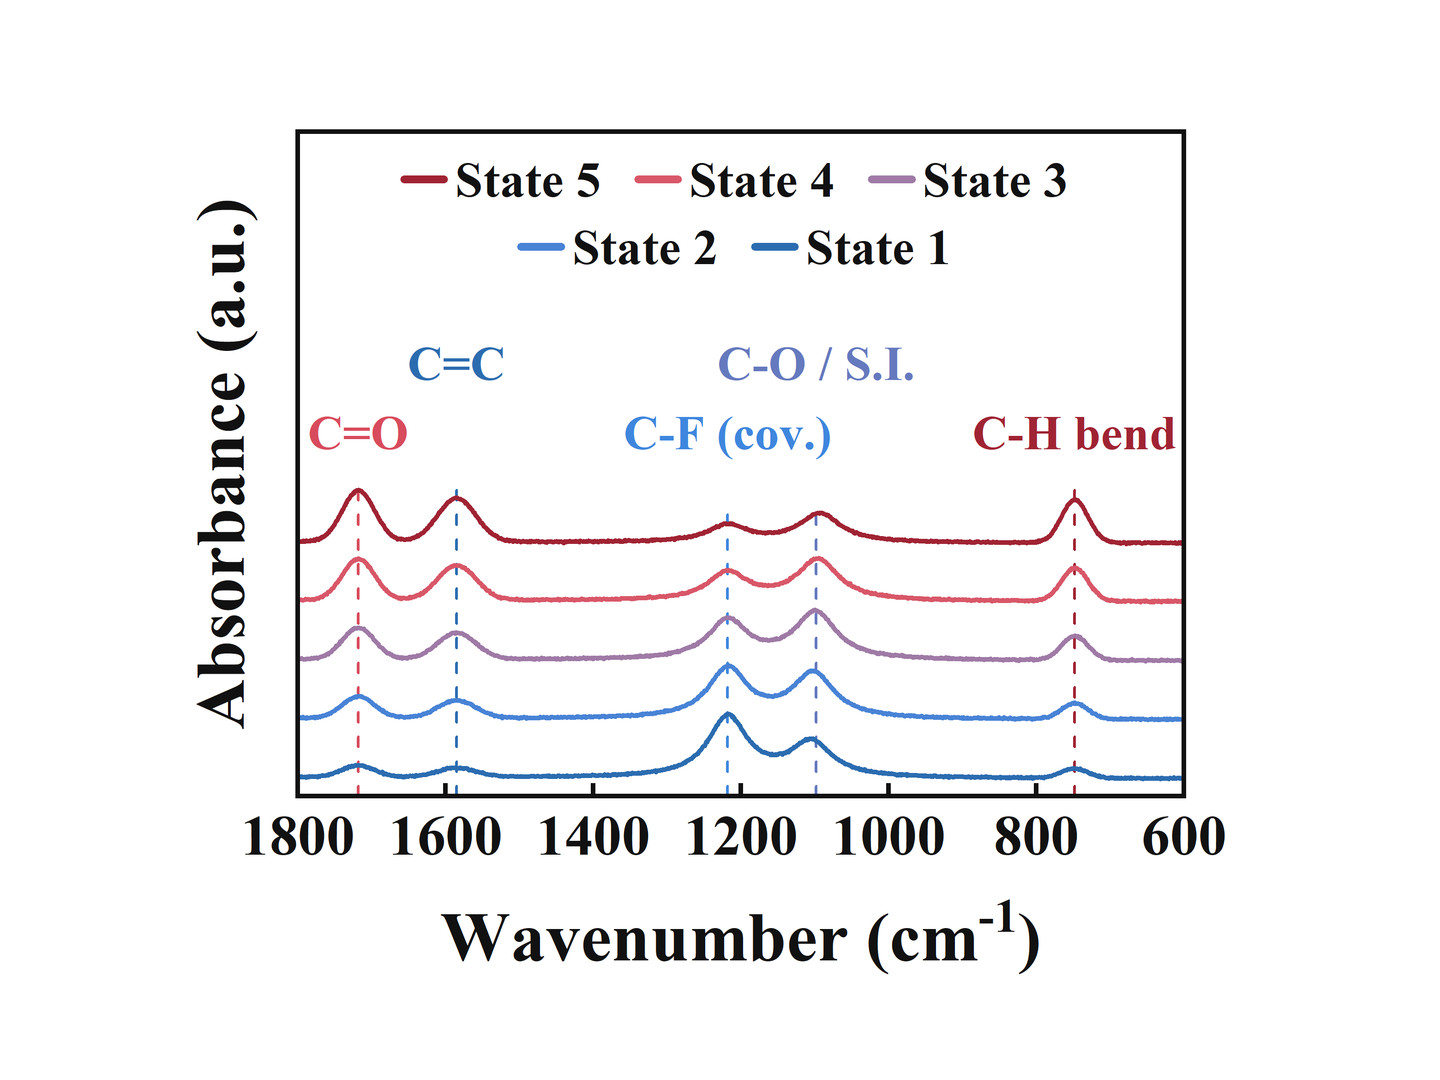 State 5 State 4 State 3
State 2 State 1
C=C C-O / S.I.
C=O C-F (cov.) C-H bend
Absorbance (a.u.)
1800 1600 1400 1200 1000 800 600
Wavenumber (cm⁻¹)